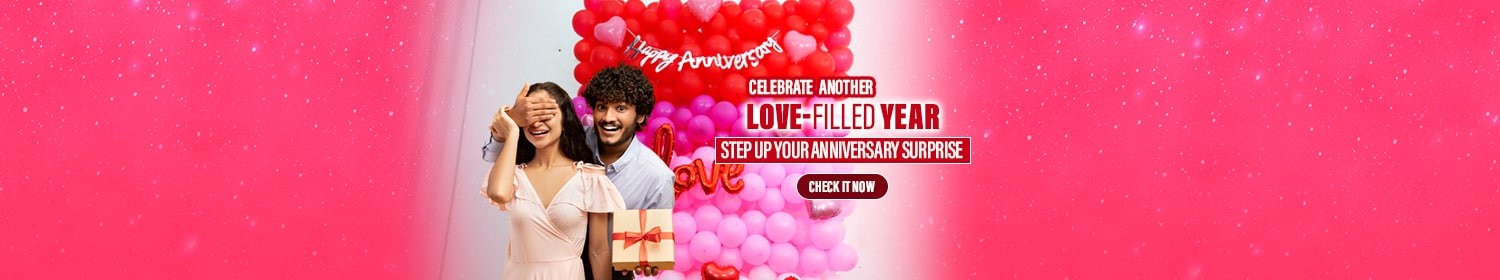 Happy Anniversary
CELEBRATE ANOTHER
LOVE-FILLED YEAR
STEP UP YOUR ANNIVERSARY SURPRISE
love
CHECK IT NOW